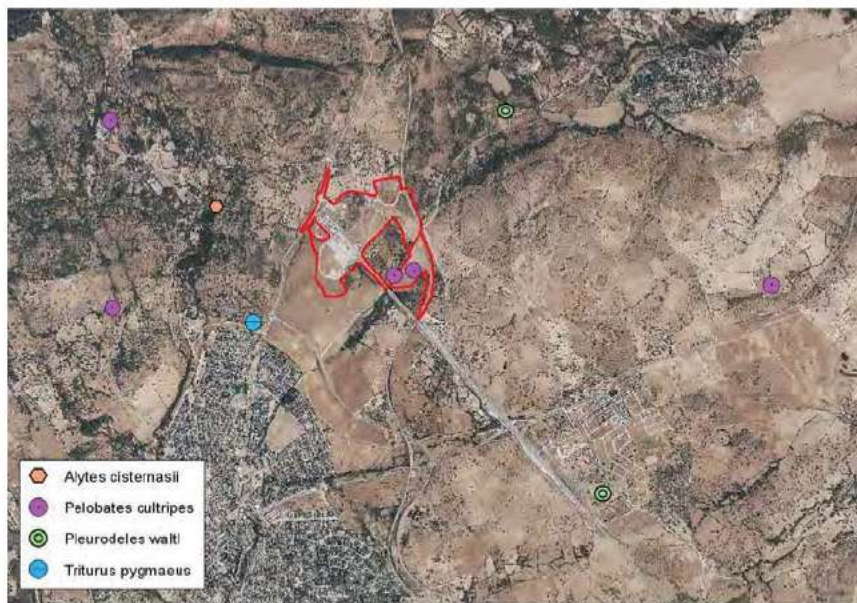 Alytes cisternasii
Pelobates cultripes
Pleurodeles waltl
Triturus pygmaeus